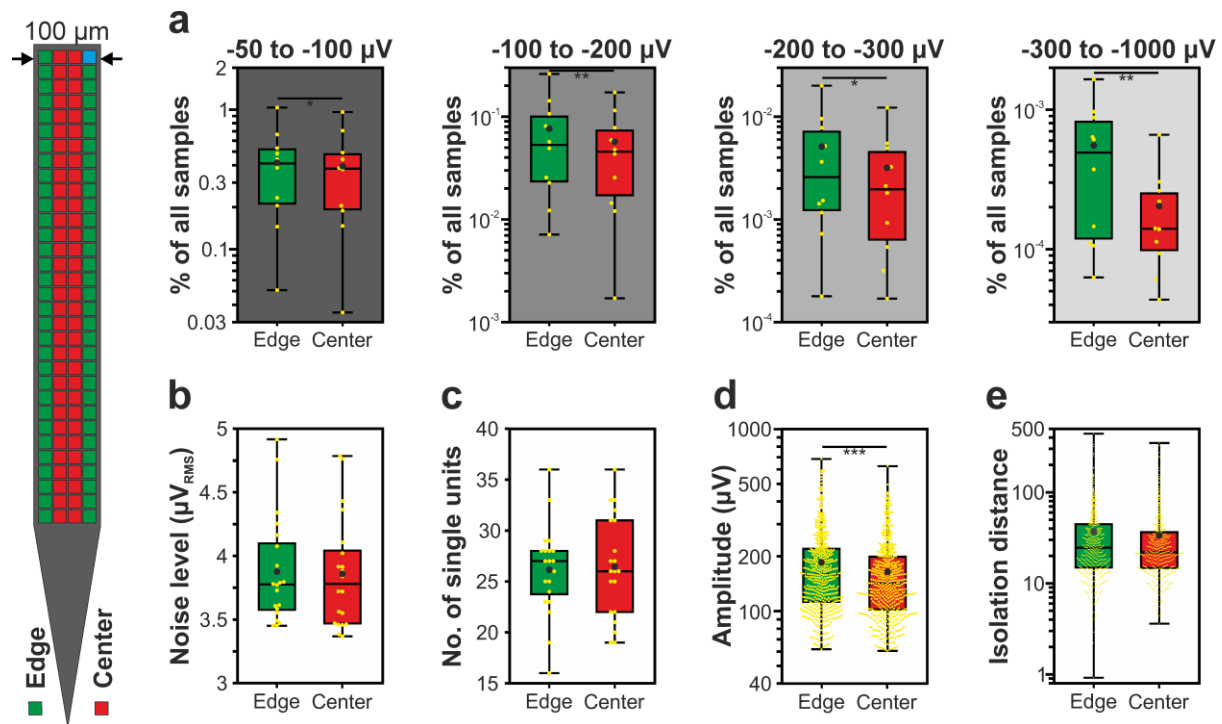 100 µm
Edge
Center
a
-50 to -100 µV
-100 to -200 µV
-200 to -300 µV
-300 to -1000 µV
% of all samples
2
1
0.3
0.1
0.03
*
Edge Center
% of all samples
10⁻¹
10⁻²
10⁻³
**
Edge Center
% of all samples
10⁻²
10⁻³
10⁻⁴
*
Edge Center
% of all samples
10⁻³
10⁻⁴
**
Edge Center
b
Noise level (µVRMS)
5
4.5
4
3.5
3
Edge Center
c
No. of single units
40
35
30
25
20
15
Edge Center
d
Amplitude (µV)
1000
500
200
100
40
***
Edge Center
e
Isolation distance
500
100
10
1
Edge Center